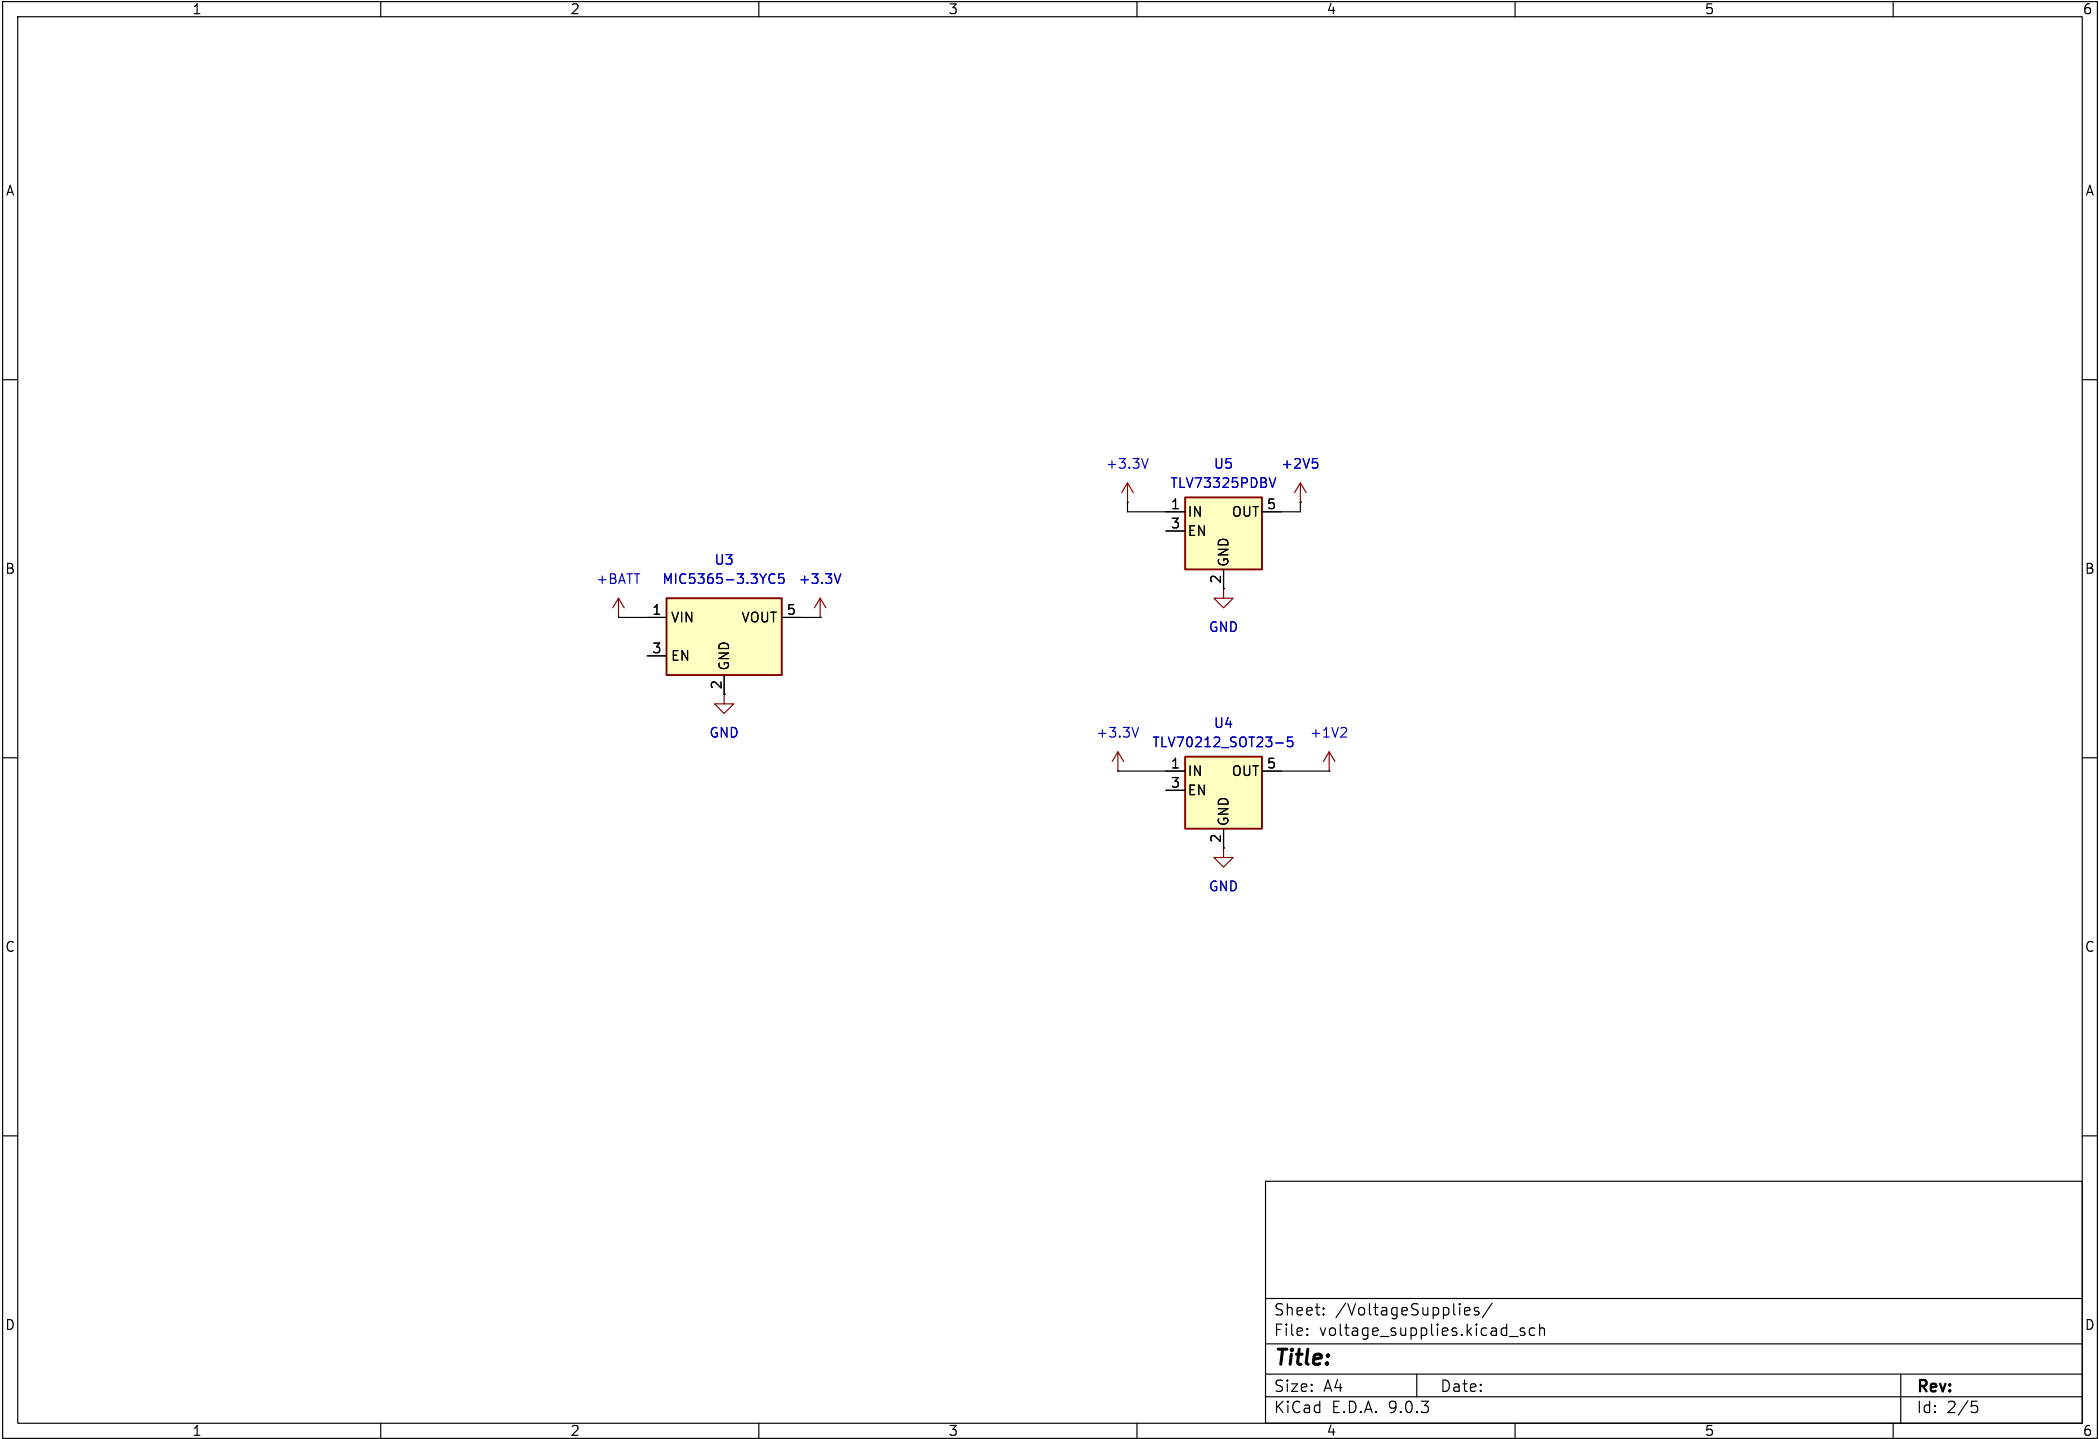 1 2 3 4 5 6
A A
+3.3V U5 +2V5
TLV73325PDBV
1 IN OUT 5
3 EN
GND
2
GND
B B
U3
+BATT MIC5365-3.3YC5 +3.3V
1 VIN VOUT 5
3 EN
GND
2
GND
U4
+3.3V TLV70212_SOT23-5 +1V2
1 IN OUT 5
3 EN
GND
2
GND
C C
D D
Sheet: /VoltageSupplies/
File: voltage_supplies.kicad_sch
Title:
Size: A4 Date: Rev:
KiCad E.D.A. 9.0.3 Id: 2/5
1 2 3 4 5 6